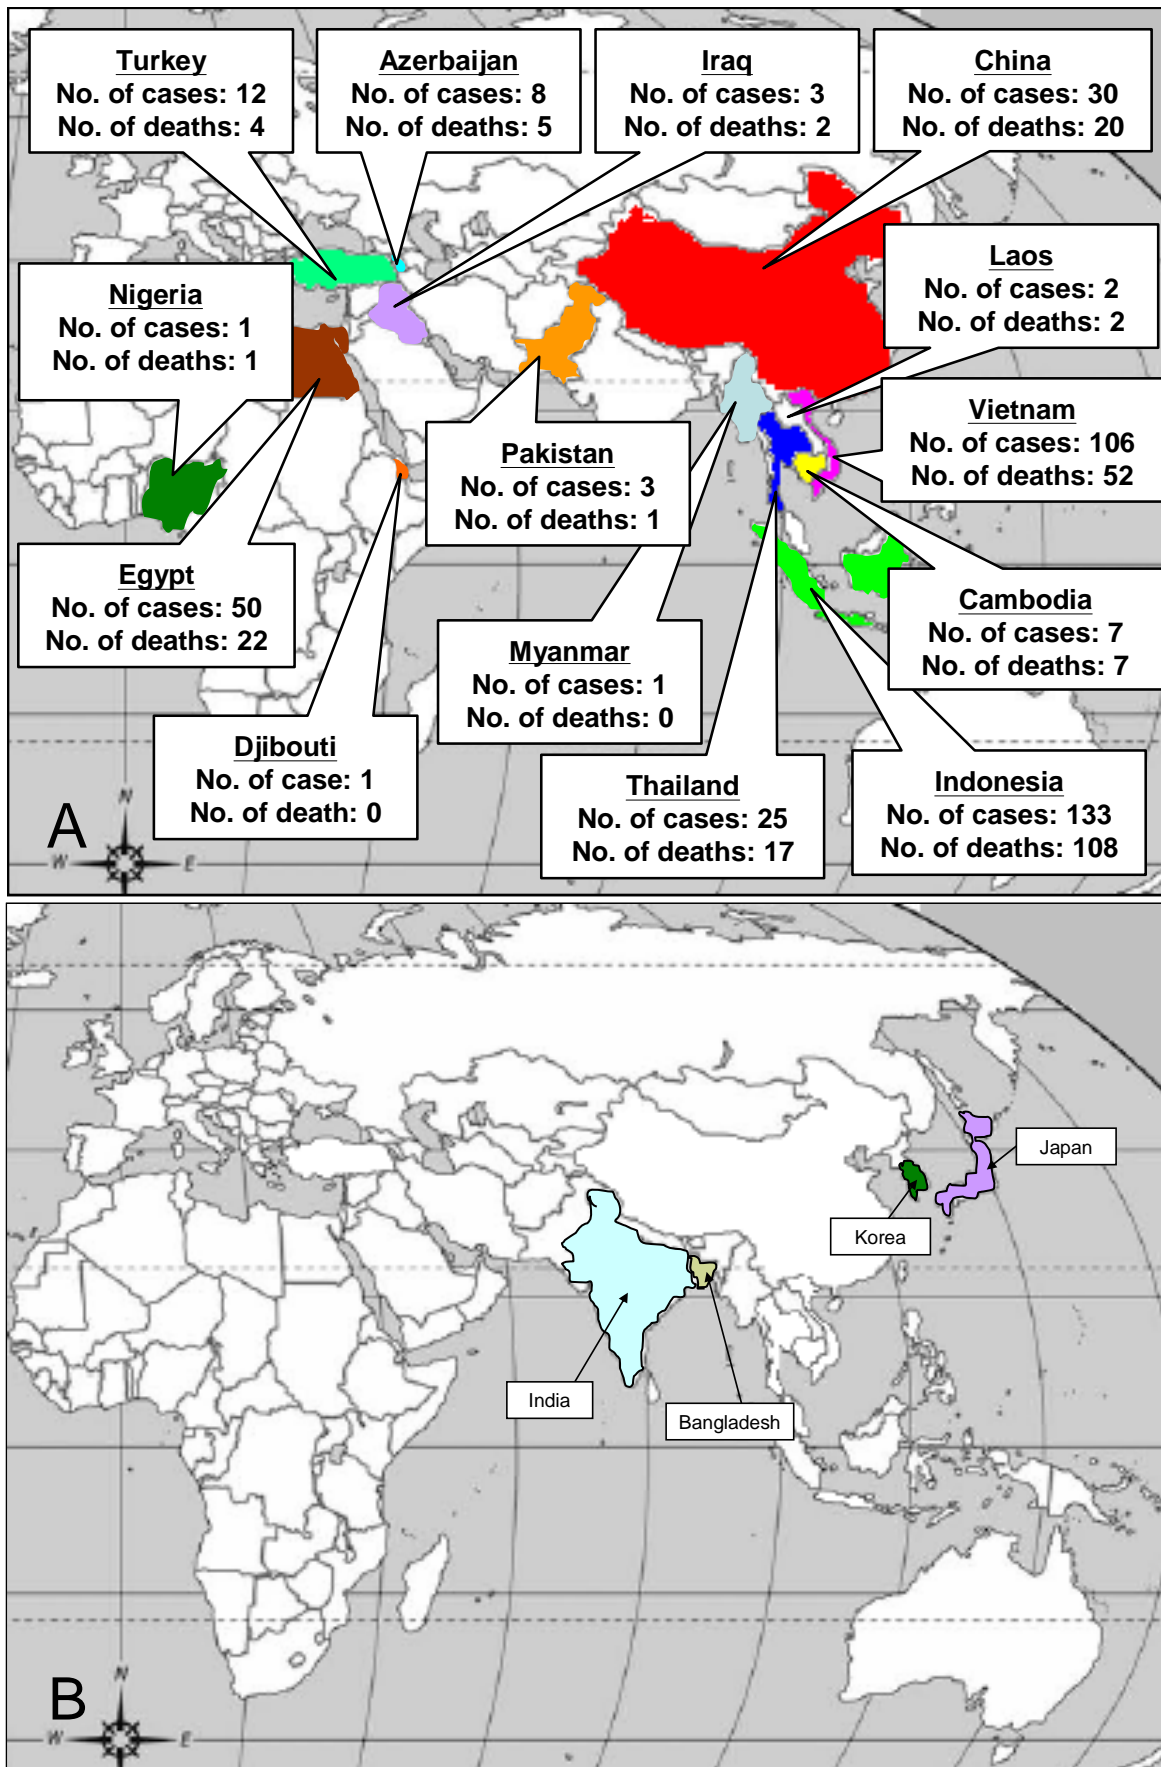 Turkey
No. of cases: 12
No. of deaths: 4
Azerbaijan
No. of cases: 8
No. of deaths: 5
Iraq
No. of cases: 3
No. of deaths: 2
China
No. of cases: 30
No. of deaths: 20
Nigeria
No. of cases: 1
No. of deaths: 1
Laos
No. of cases: 2
No. of deaths: 2
Vietnam
No. of cases: 106
No. of deaths: 52
Pakistan
No. of cases: 3
No. of deaths: 1
Egypt
No. of cases: 50
No. of deaths: 22
Cambodia
No. of cases: 7
No. of deaths: 7
Myanmar
No. of cases: 1
No. of deaths: 0
Djibouti
No. of case: 1
No. of death: 0
Thailand
No. of cases: 25
No. of deaths: 17
Indonesia
No. of cases: 133
No. of deaths: 108
A
N
W E
Japan
Korea
India
Bangladesh
B
N
W E